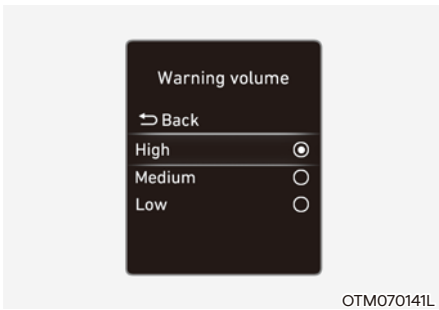 Warning volume
Back
High
Medium
Low
OTM070141L